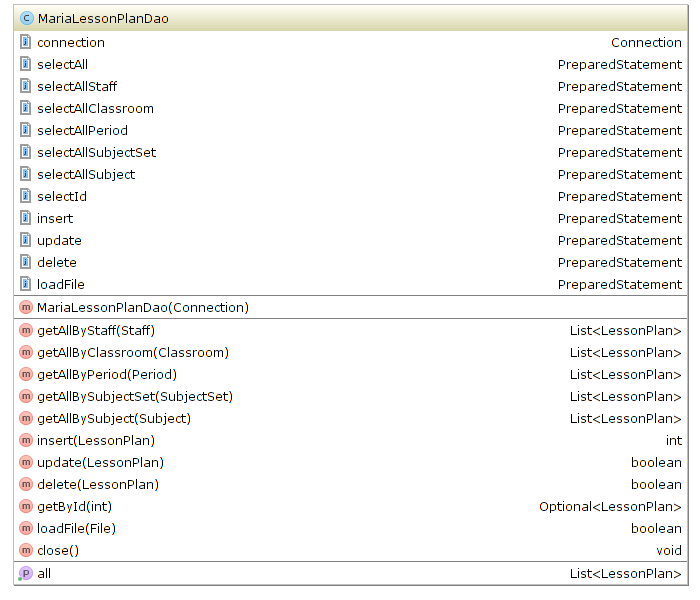 C MariaLessonPlanDao
connection Connection
selectAll PreparedStatement
selectAllStaff PreparedStatement
selectAllClassroom PreparedStatement
selectAllPeriod PreparedStatement
selectAllSubjectSet PreparedStatement
selectAllSubject PreparedStatement
selectId PreparedStatement
insert PreparedStatement
update PreparedStatement
delete PreparedStatement
loadFile PreparedStatement
m MariaLessonPlanDao(Connection)
m getAllByStaff(Staff) List<LessonPlan>
m getAllByClassroom(Classroom) List<LessonPlan>
m getAllByPeriod(Period) List<LessonPlan>
m getAllBySubjectSet(SubjectSet) List<LessonPlan>
m getAllBySubject(Subject) List<LessonPlan>
m insert(LessonPlan) int
m update(LessonPlan) boolean
m delete(LessonPlan) boolean
m getById(int) Optional<LessonPlan>
m loadFile(File) boolean
m close() void
P all List<LessonPlan>